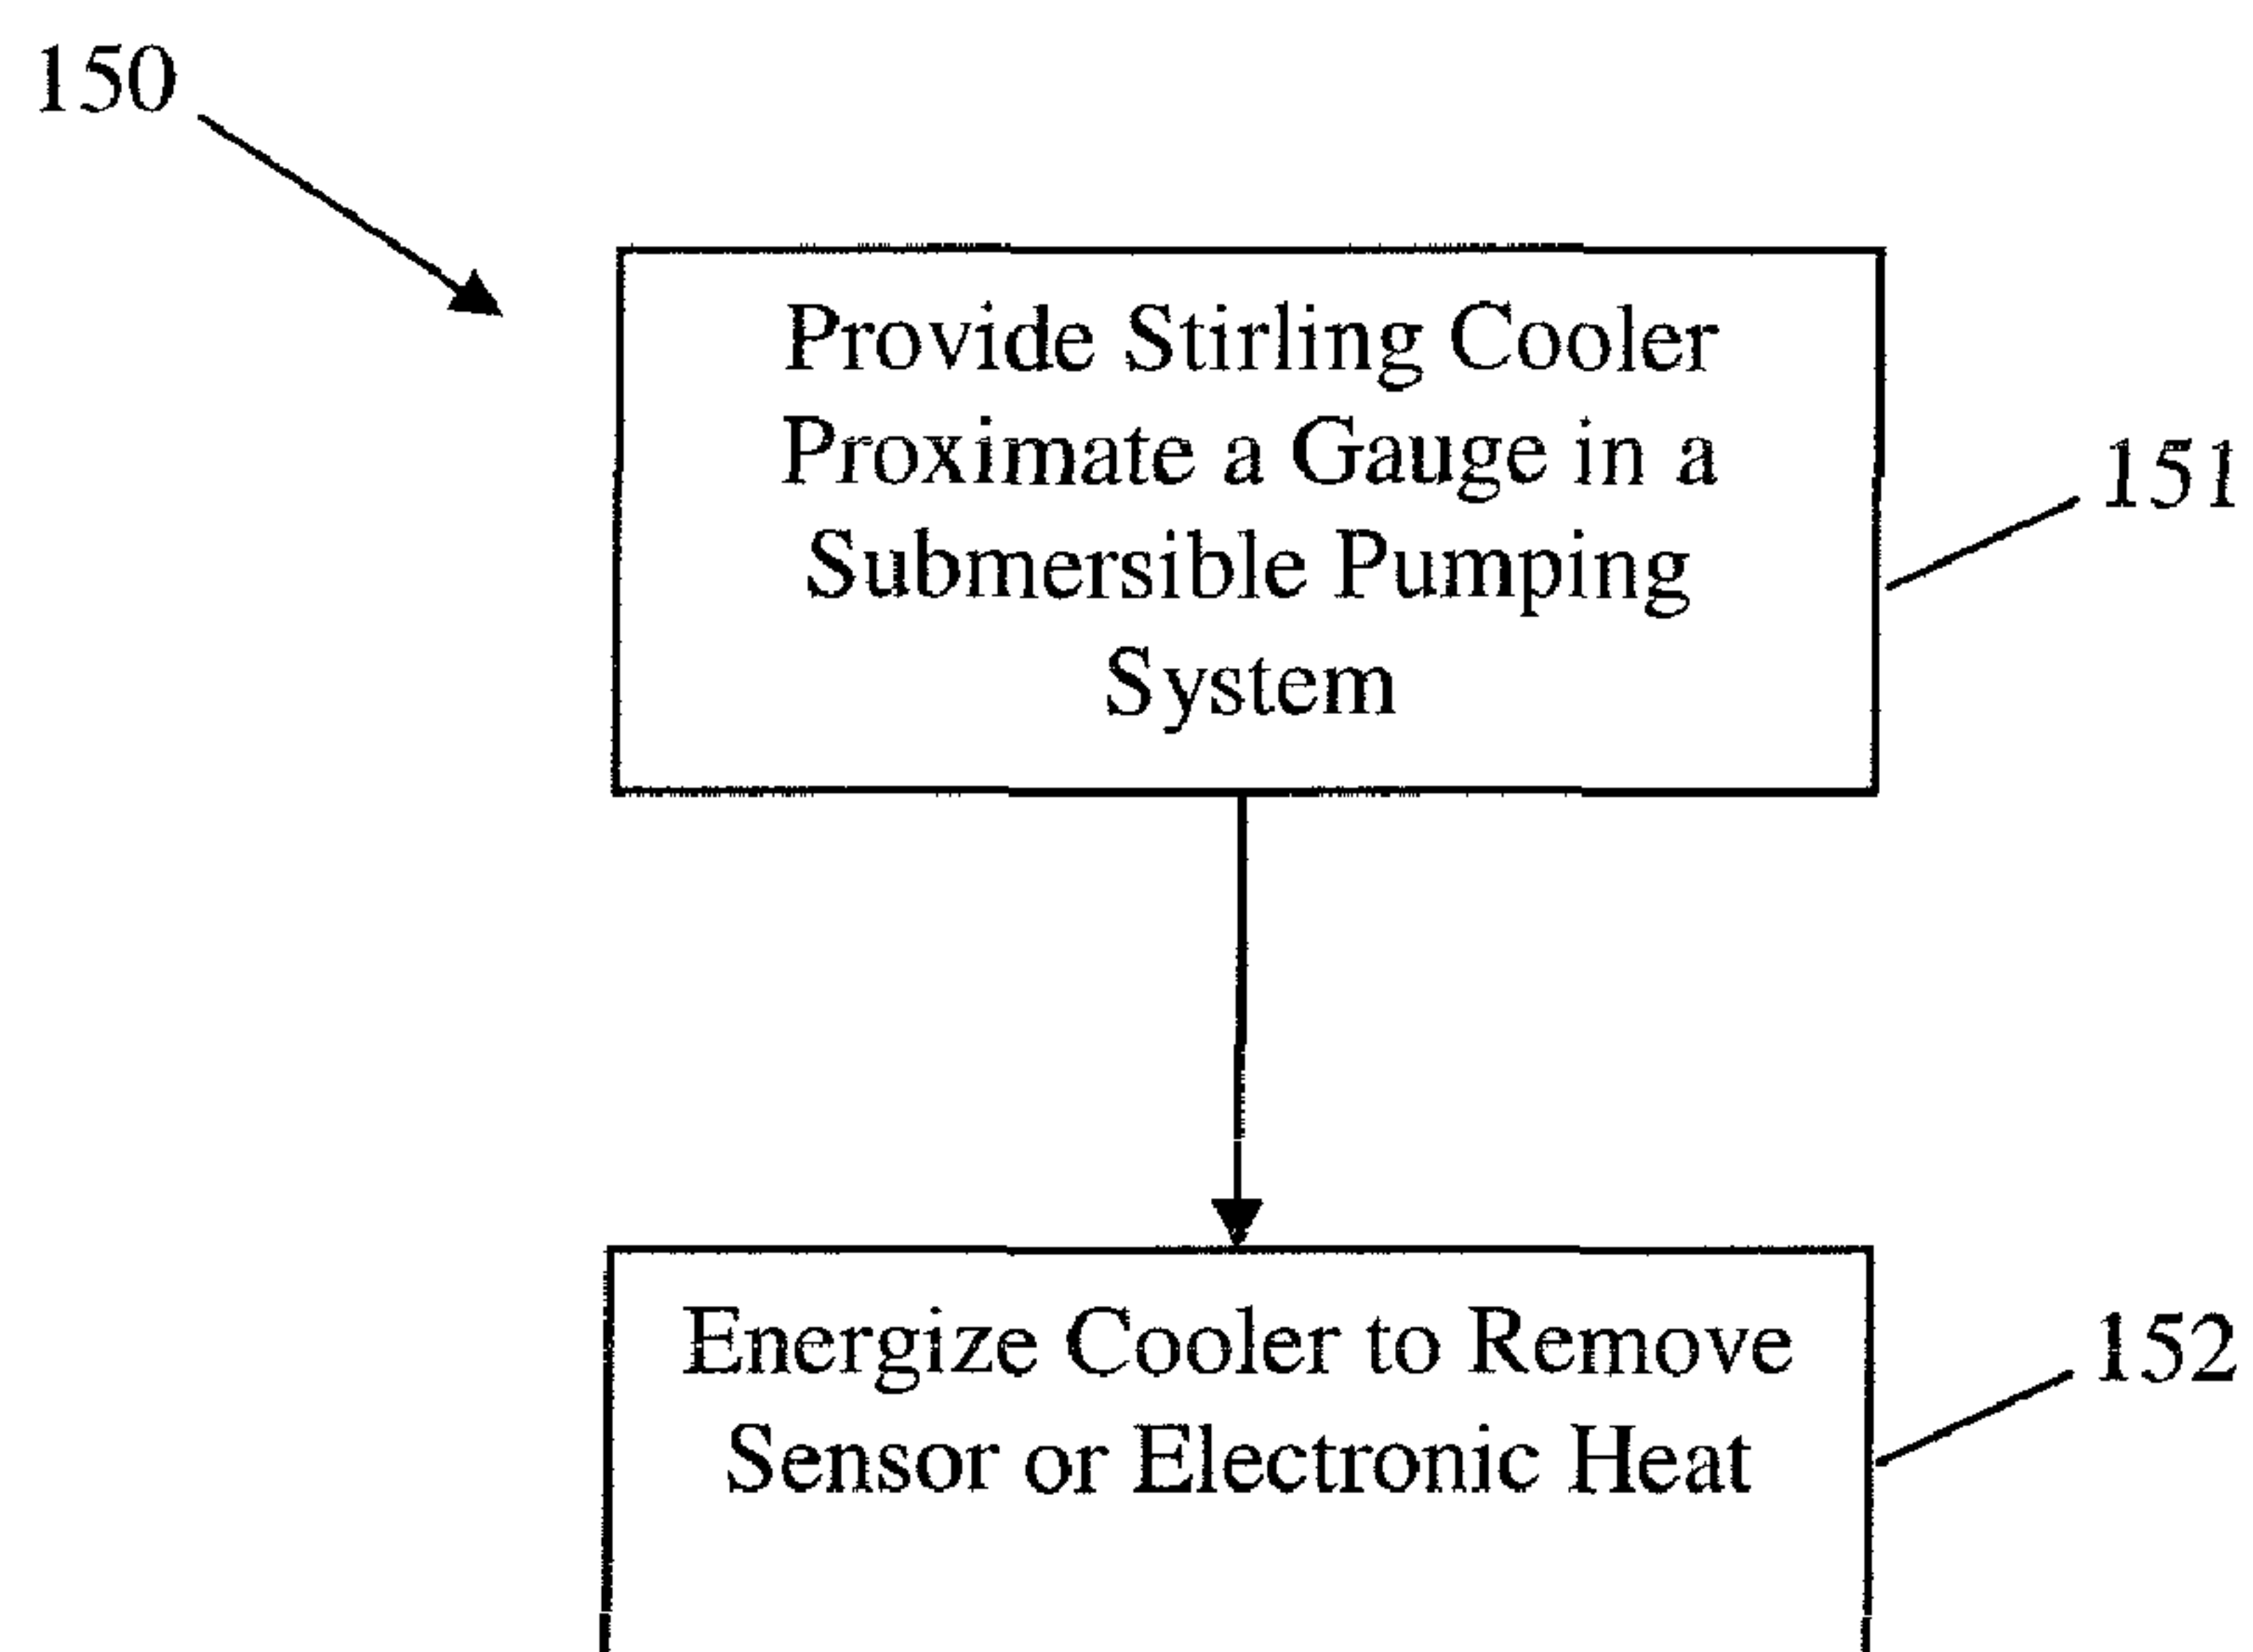 150
Provide Stirling Cooler
Proximate a Gauge in a
Submersible Pumping
System
151
Energize Cooler to Remove
Sensor or Electronic Heat
152